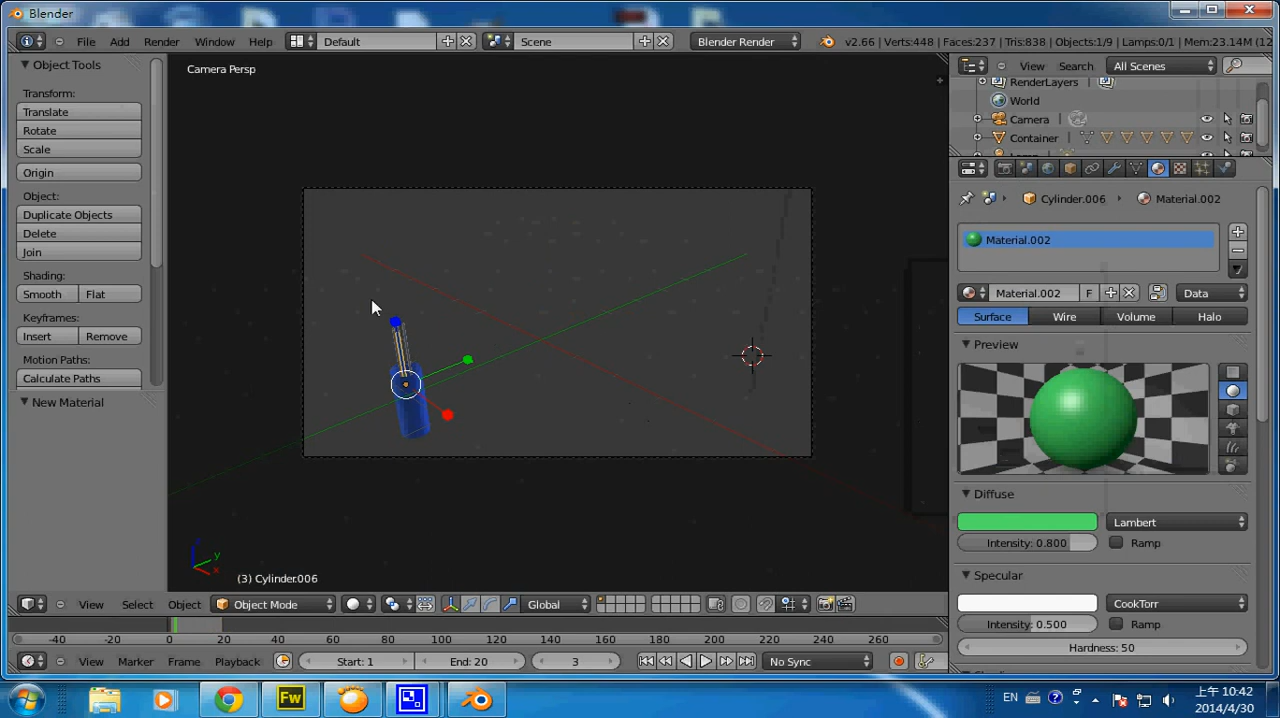 Blender
File Add Render Window Help Default Scene Blender Render v2.66 | Verts:448 | Faces:237 | Tris:838 | Objects:1/9 | Lamps:0/1 | Mem:23.14M (12
Object Tools
Transform:
Translate
Rotate
Scale
Origin
Object:
Duplicate Objects
Delete
Join
Shading:
Smooth Flat
Keyframes:
Insert Remove
Motion Paths:
Calculate Paths
New Material
Camera Persp
z
y
x
(3) Cylinder.006
View Select Object Object Mode Global
View Search All Scenes
RenderLayers
World
Camera
Container
Cylinder.006 Material.002
Material.002
Material.002 F Data
Surface Wire Volume Halo
Preview
Diffuse
Lambert
Intensity: 0.800 Ramp
Specular
CookTorr
Intensity: 0.500 Ramp
Hardness: 50
-40 -20 0 20 40 60 80 100 120 140 160 180 200 220 240 260
View Marker Frame Playback Start: 1 End: 20 3 No Sync
Fw
EN
上午 10:42
2014/4/30